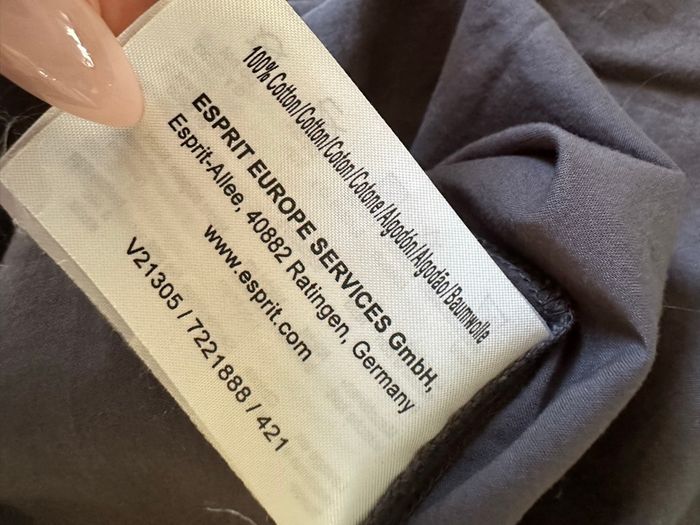 100% Cotton/Cotton/Coton/Cotone/Algodón/Algodão/Baumwolle
ESPRIT EUROPE SERVICES GmbH,
Esprit-Allee, 40882 Ratingen, Germany
www.esprit.com
V21305 / 7221888 / 421